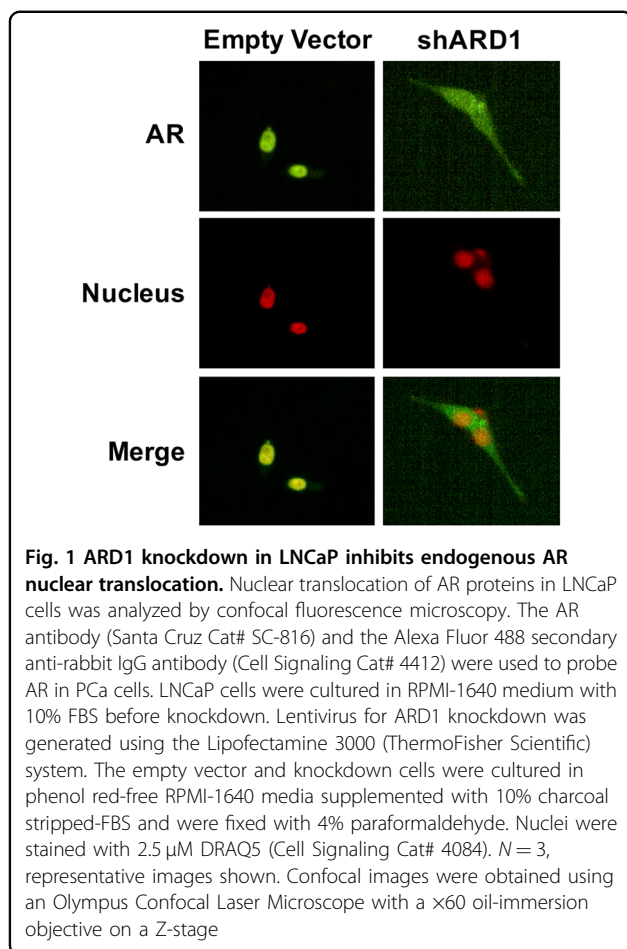 Empty Vector
shARD1
AR
Nucleus
Merge
Fig. 1 ARD1 knockdown in LNCaP inhibits endogenous AR
nuclear translocation. Nuclear translocation of AR proteins in LNCaP
cells was analyzed by confocal fluorescence microscopy. The AR
antibody (Santa Cruz Cat# SC-816) and the Alexa Fluor 488 secondary
anti-rabbit IgG antibody (Cell Signaling Cat# 4412) were used to probe
AR in PCa cells. LNCaP cells were cultured in RPMI-1640 medium with
10% FBS before knockdown. Lentivirus for ARD1 knockdown was
generated using the Lipofectamine 3000 (ThermoFisher Scientific)
system. The empty vector and knockdown cells were cultured in
phenol red-free RPMI-1640 media supplemented with 10% charcoal
stripped-FBS and were fixed with 4% paraformaldehyde. Nuclei were
stained with 2.5 µM DRAQ5 (Cell Signaling Cat# 4084). N = 3,
representative images shown. Confocal images were obtained using
an Olympus Confocal Laser Microscope with a ×60 oil-immersion
objective on a Z-stage